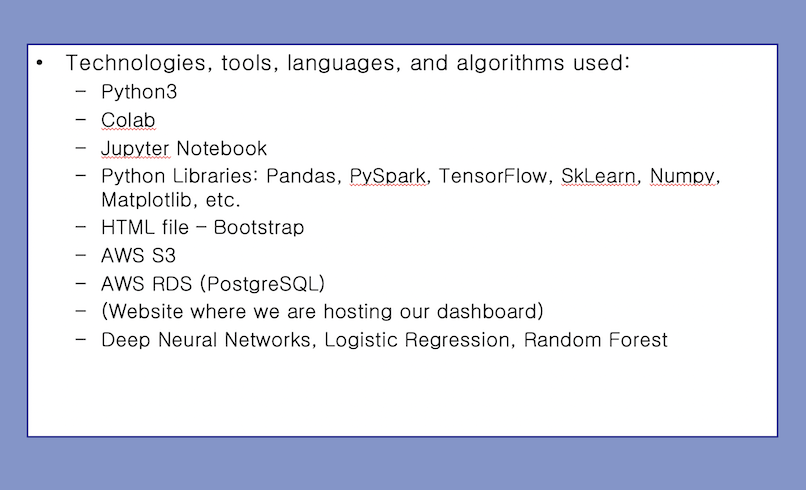 • Technologies, tools, languages, and algorithms used:
– Python3
– Colab
– Jupyter Notebook
– Python Libraries: Pandas, PySpark, TensorFlow, SkLearn, Numpy,
Matplotlib, etc.
– HTML file – Bootstrap
– AWS S3
– AWS RDS (PostgreSQL)
– (Website where we are hosting our dashboard)
– Deep Neural Networks, Logistic Regression, Random Forest